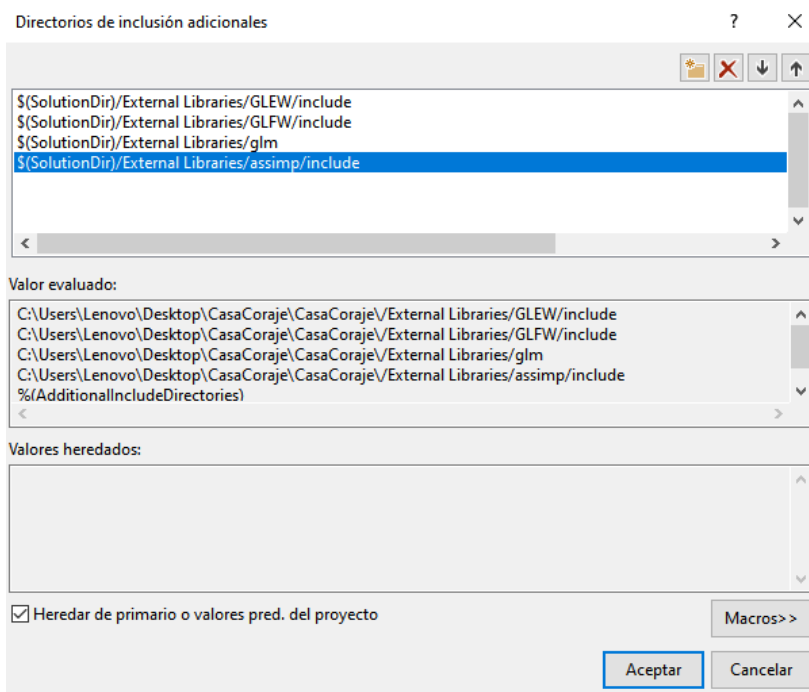 Directorios de inclusión adicionales
$(SolutionDir)/External Libraries/GLEW/include
$(SolutionDir)/External Libraries/GLFW/include
$(SolutionDir)/External Libraries/glm
$(SolutionDir)/External Libraries/assimp/include
Valor evaluado:
C:\Users\Lenovo\Desktop\CasaCoraje\CasaCoraje\/External Libraries/GLEW/include
C:\Users\Lenovo\Desktop\CasaCoraje\CasaCoraje\/External Libraries/GLFW/include
C:\Users\Lenovo\Desktop\CasaCoraje\CasaCoraje\/External Libraries/glm
C:\Users\Lenovo\Desktop\CasaCoraje\CasaCoraje\/External Libraries/assimp/include
%(AdditionalIncludeDirectories)
Valores heredados:
Heredar de primario o valores pred. del proyecto
Macros>>
Aceptar Cancelar